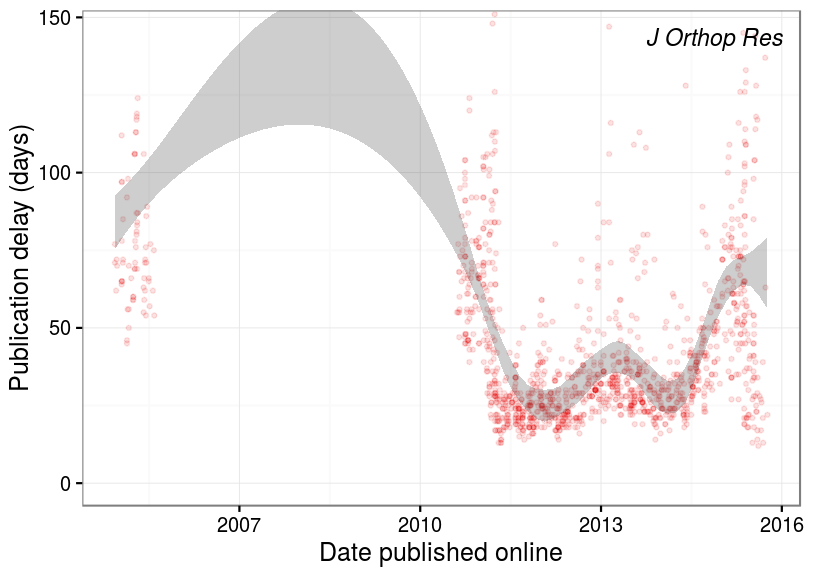 J Orthop Res
Publication delay (days)
150
100
50
0
2007 2010 2013 2016
Date published online